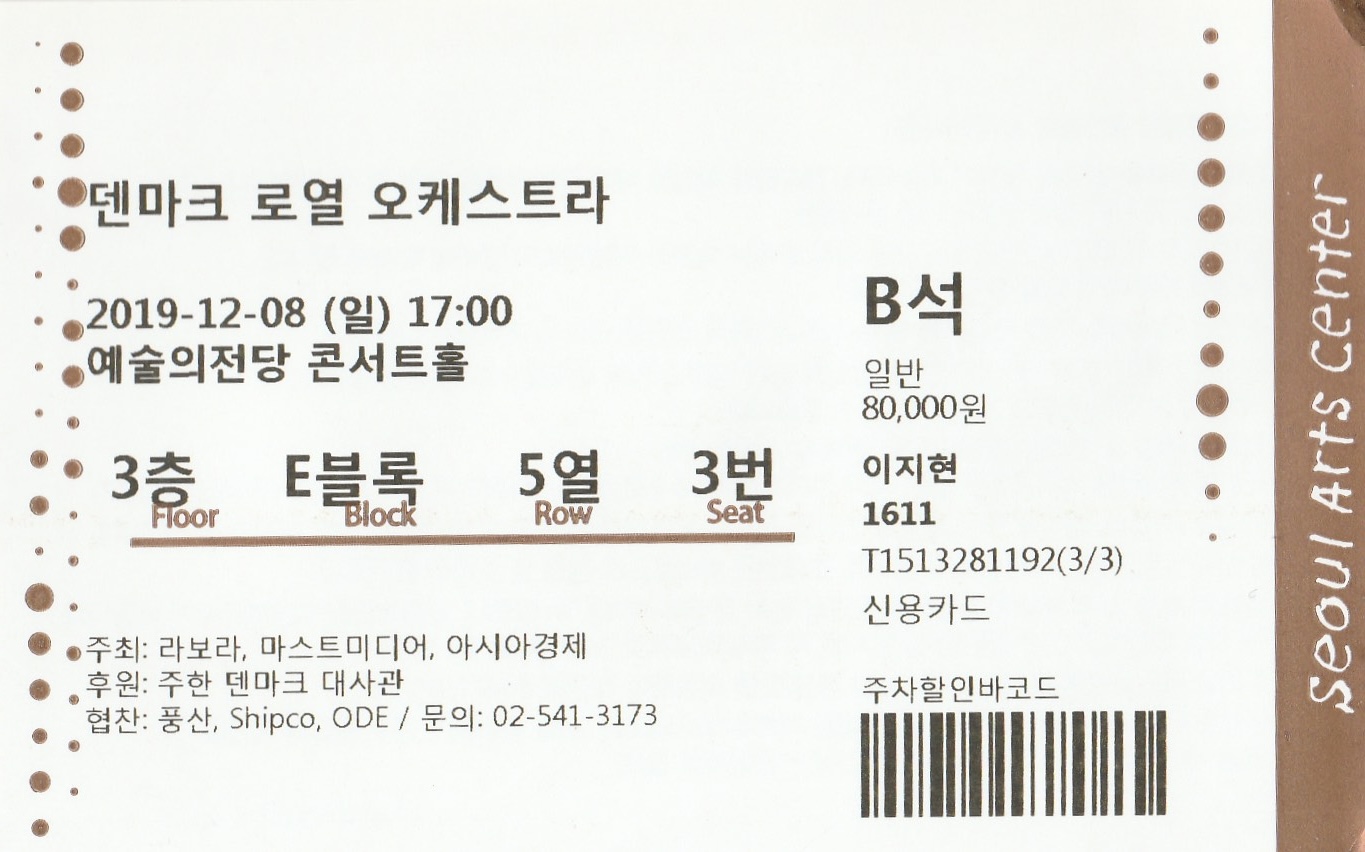 덴마크 로열 오케스트라
2019-12-08 (일) 17:00
예술의전당 콘서트홀
3층 E블록 5열 3번
Floor Block Row Seat
주최: 라보라, 마스트미디어, 아시아경제
후원: 주한 덴마크 대사관
협찬: 풍산, Shipco, ODE / 문의: 02-541-3173
B석
일반
80,000원
이지현
1611
T1513281192(3/3)
신용카드
주차할인바코드
Seoul Arts Center